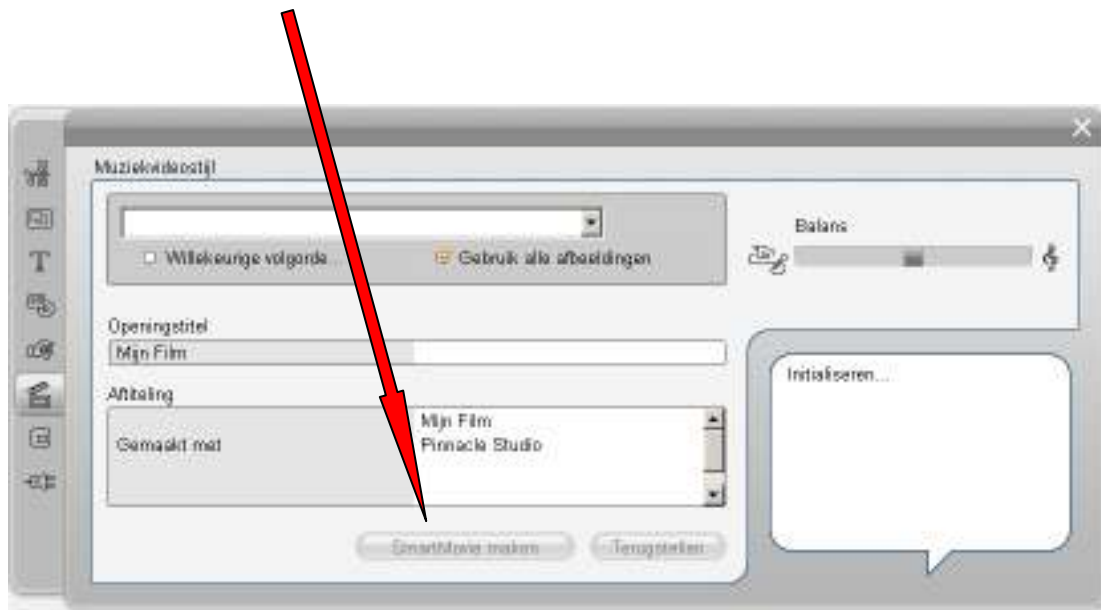 Muziekvideostijl
Willekeurige volgorde
Gebruik alle afbeeldingen
Balans
Openingstitel
Mijn Film
Initialiseren...
Aftiteling
Mijn Film
Gemaakt met
Pinnacle Studio
SmartMovie maken
Terugstellen